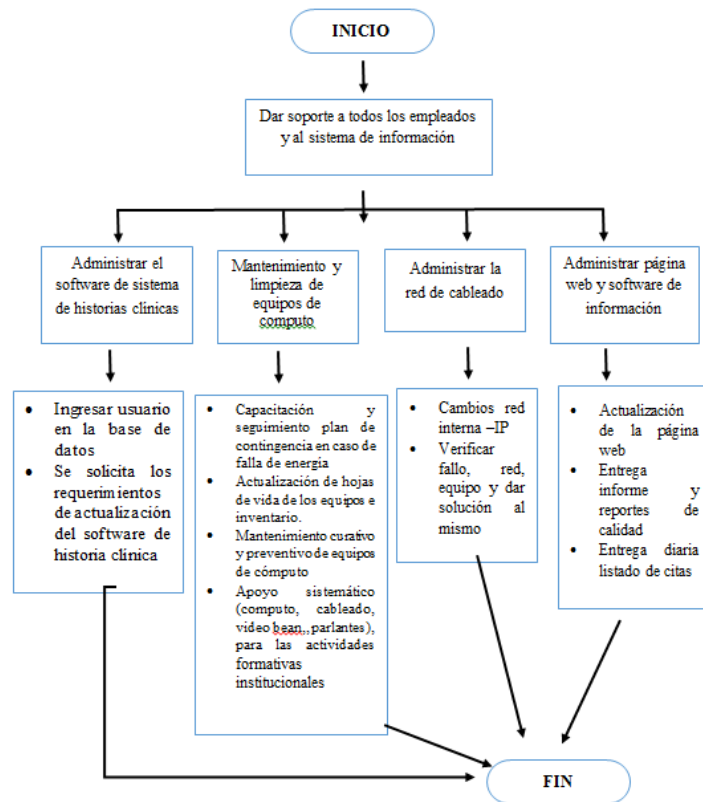 INICIO
Dar soporte a todos los empleados
y al sistema de información
Administrar el
software de sistema
de historias clínicas
Mantenimiento y
limpieza de
equipos de
computo
Administrar la
red de cableado
Administrar página
web y software de
información
• Ingresar usuario
en la base de
datos
• Se solicita los
requerimientos
de actualización
del software de
historia clínica
• Capacitación y
seguimiento plan de
contingencia en caso de
falla de energía
• Actualización de hojas
de vida de los equipos e
inventario.
• Mantenimiento curativo
y preventivo de equipos
de cómputo
• Apoyo sistemático
(computo, cableado,
video bean,, parlantes),
para las actividades
formativas
institucionales
• Cambios red
interna –IP
• Verificar
fallo, red,
equipo y dar
solución al
mismo
• Actualización
de la página
web
• Entrega
informe y
reportes de
calidad
• Entrega diaria
listado de citas
FIN